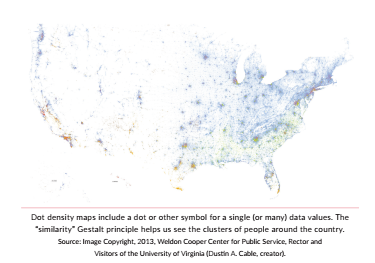 Dot density maps include a dot or other symbol for a single (or many) data values. The
"similarity" Gestalt principle helps us see the clusters of people around the country.
Source: Image Copyright, 2013, Weldon Cooper Center for Public Service, Rector and
Visitors of the University of Virginia (Dustin A. Cable, creator).